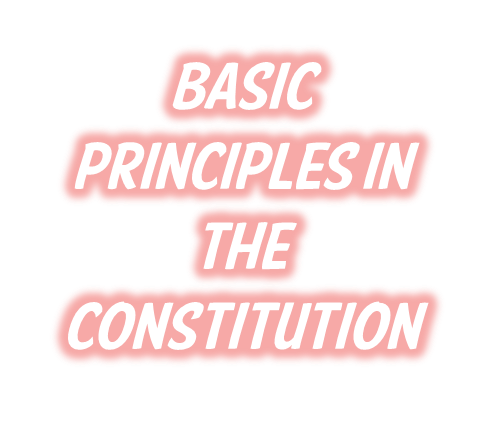 BASIC
PRINCIPLES IN
THE
CONSTITUTION